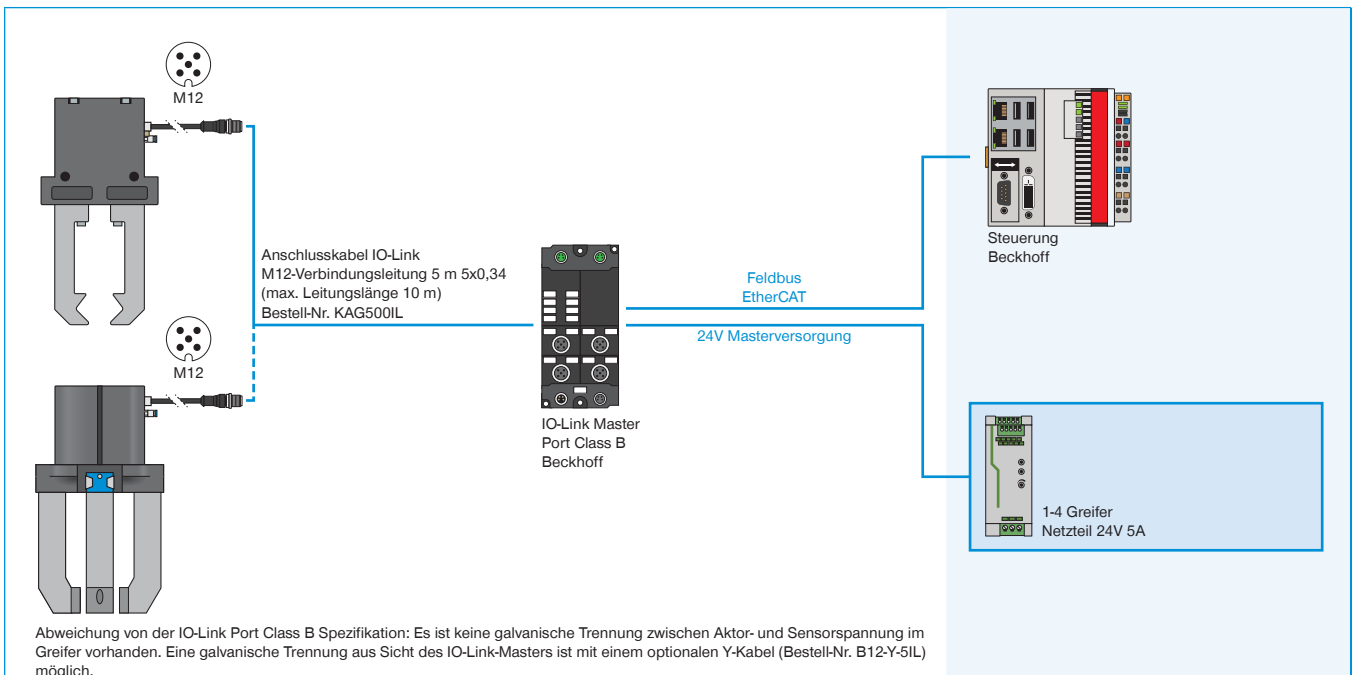 M12
Anschlusskabel IO-Link
M12-Verbindungsleitung 5 m 5x0,34
(max. Leitungslänge 10 m)
Bestell-Nr. KAG500IL
M12
IO-Link Master
Port Class B
Beckhoff
Feldbus
EtherCAT
24V Masterversorgung
Steuerung
Beckhoff
1-4 Greifer
Netzteil 24V 5A
Abweichung von der IO-Link Port Class B Spezifikation: Es ist keine galvanische Trennung zwischen Aktor- und Sensorspannung im
Greifer vorhanden. Eine galvanische Trennung aus Sicht des IO-Link-Masters ist mit einem optionalen Y-Kabel (Bestell-Nr. B12-Y-5IL)
möglich.